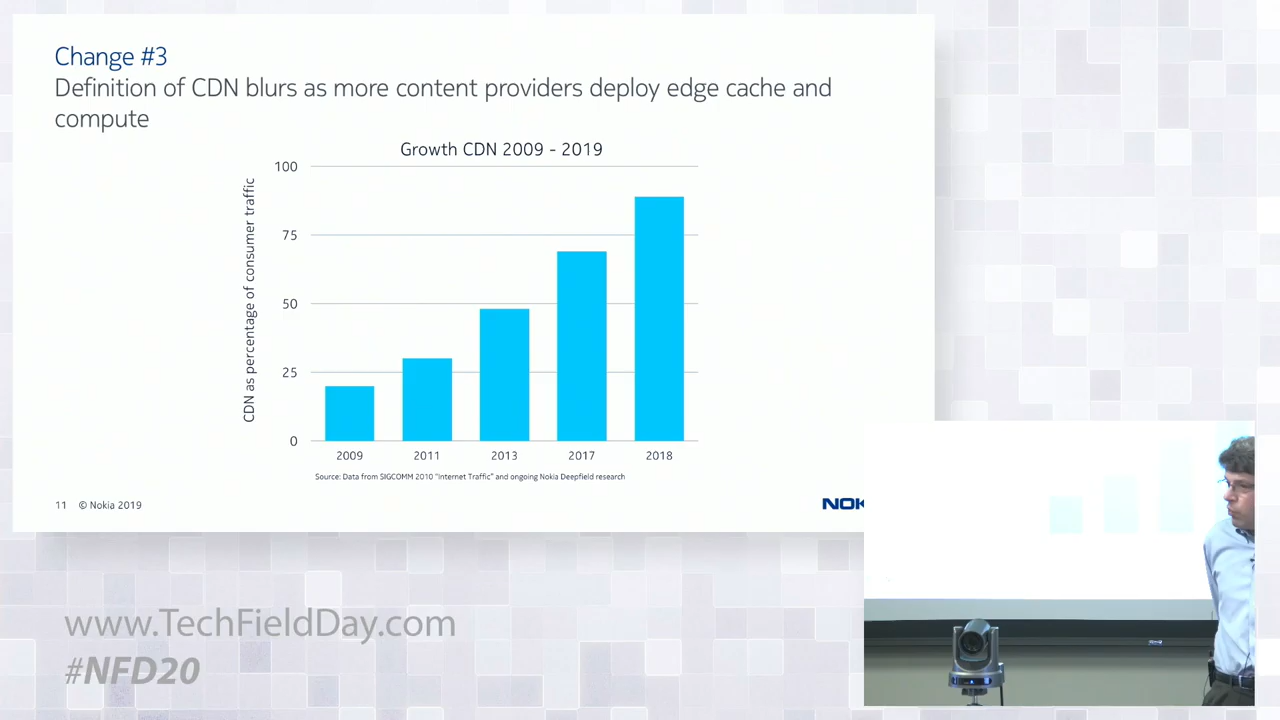 Change #3
Definition of CDN blurs as more content providers deploy edge cache and
compute
Growth CDN 2009 - 2019
CDN as percentage of consumer traffic
100
75
50
25
0
2009 2011 2013 2017 2018
Source: Data from SIGCOMM 2010 "Internet Traffic" and ongoing Nokia Deepfield research
11 © Nokia 2019
NOK
www.TechFieldDay.com
#NFD20